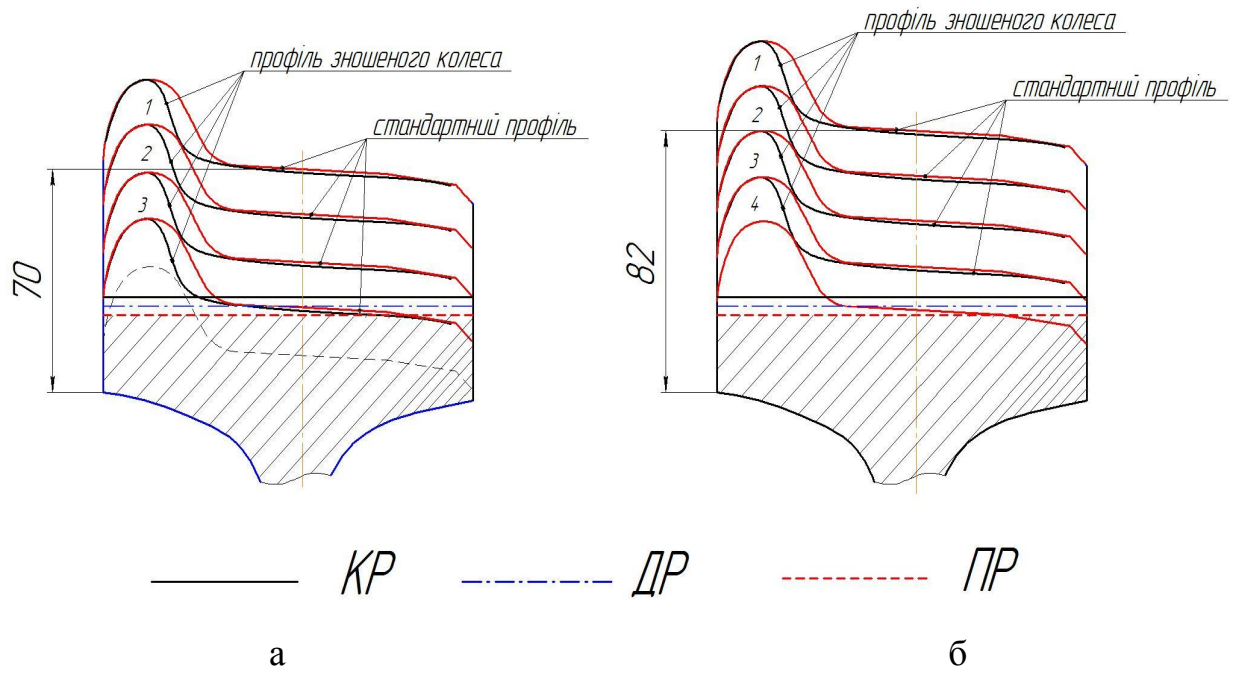 профіль зношеного колеса
стандартний профіль
1
2
3
70
профіль зношеного колеса
стандартний профіль
1
2
3
4
82
КР
ДР
ПР
а
б